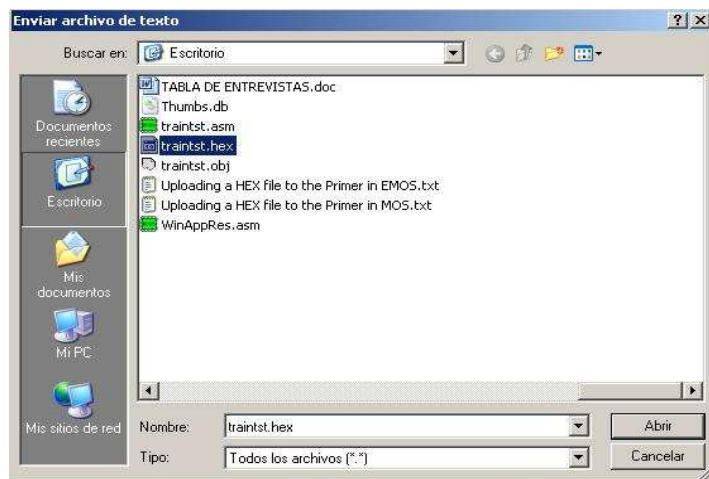 Enviar archivo de texto
Buscar en: Escritorio
Documentos recientes
Escritorio
Mis documentos
Mi PC
Mis sitios de red
TABLA DE ENTREVISTAS.doc
Thumbs.db
traintst.asm
traintst.hex
traintst.obj
Uploading a HEX file to the Primer in EMOS.txt
Uploading a HEX file to the Primer in MOS.txt
WinAppRes.asm
Nombre: traintst.hex Abrir
Tipo: Todos los archivos (*.*) Cancelar